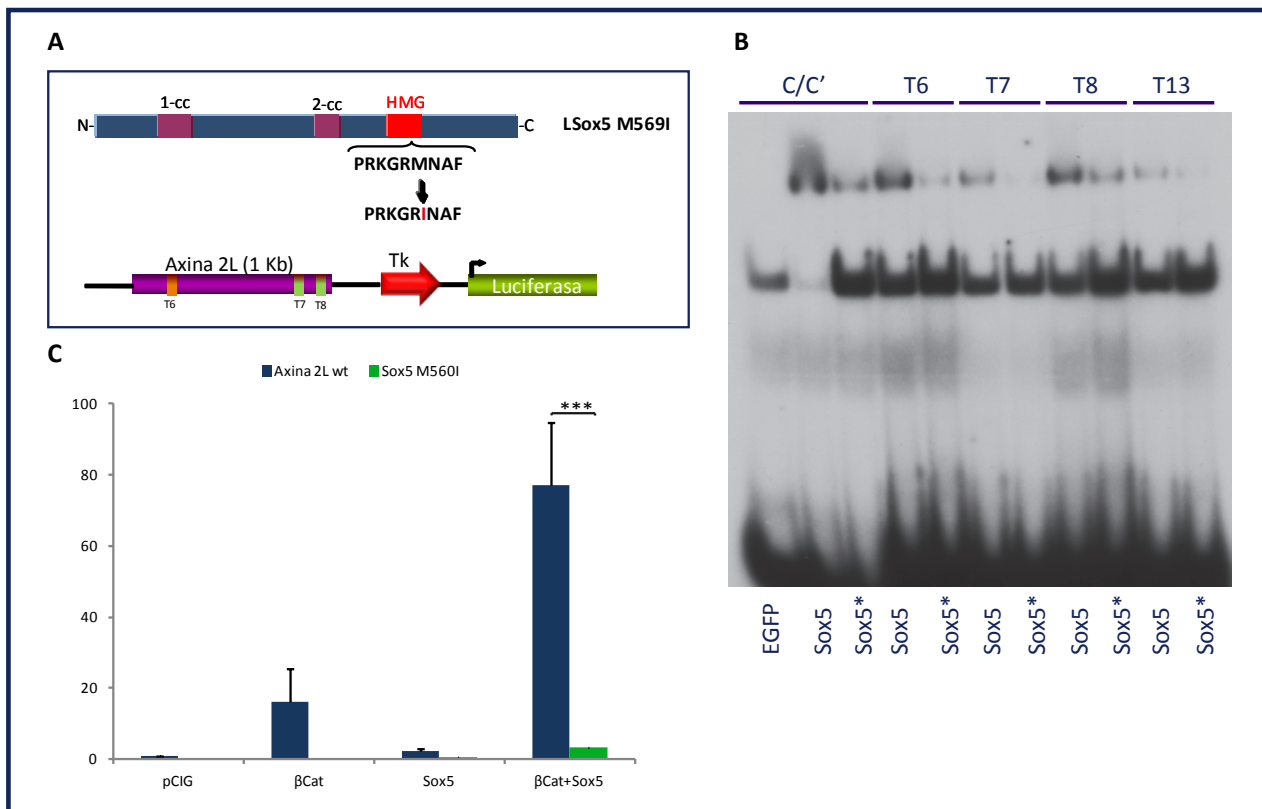 A
1-cc 2-cc HMG
N- -C LSox5 M569I
PRKGRMNAF
PRKGRINAF
Axina 2L (1 Kb) Tk
Luciferasa
T6 T7 T8
B
C/C' T6 T7 T8 T13
EGFP Sox5 Sox5* Sox5 Sox5* Sox5 Sox5* Sox5 Sox5* Sox5 Sox5*
C
Axina 2L wt Sox5 M560I
***
100
80
60
40
20
0
pCIG βCat Sox5 βCat+Sox5